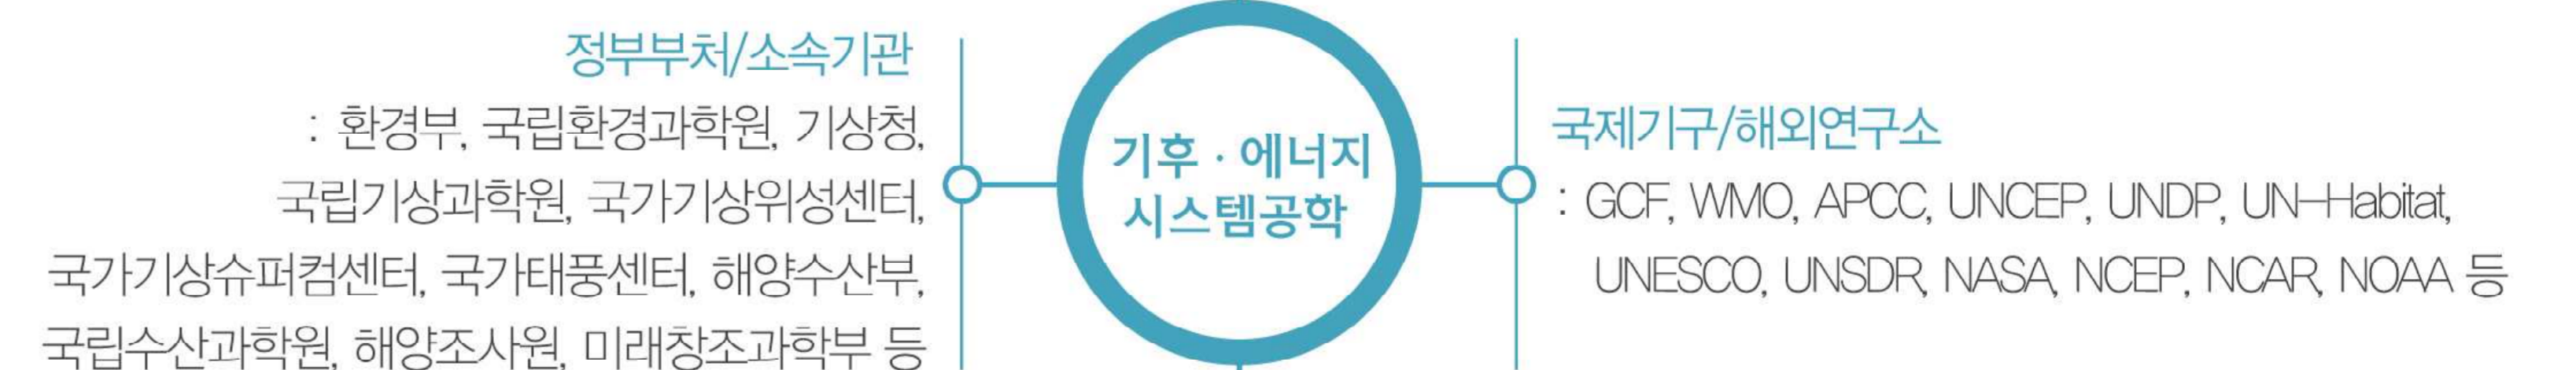 정부부처/소속기관
: 환경부, 국립환경과학원, 기상청,
국립기상과학원, 국가기상위성센터,
국가기상슈퍼컴센터, 국가태풍센터, 해양수산부,
국립수산과학원, 해양조사원, 미래창조과학부 등
기후 · 에너지
시스템공학
국제기구/해외연구소
: GCF, WMO, APCC, UNCEP, UNDP, UN-Habitat,
UNESCO, UNSDR, NASA, NCEP, NCAR, NOAA 등